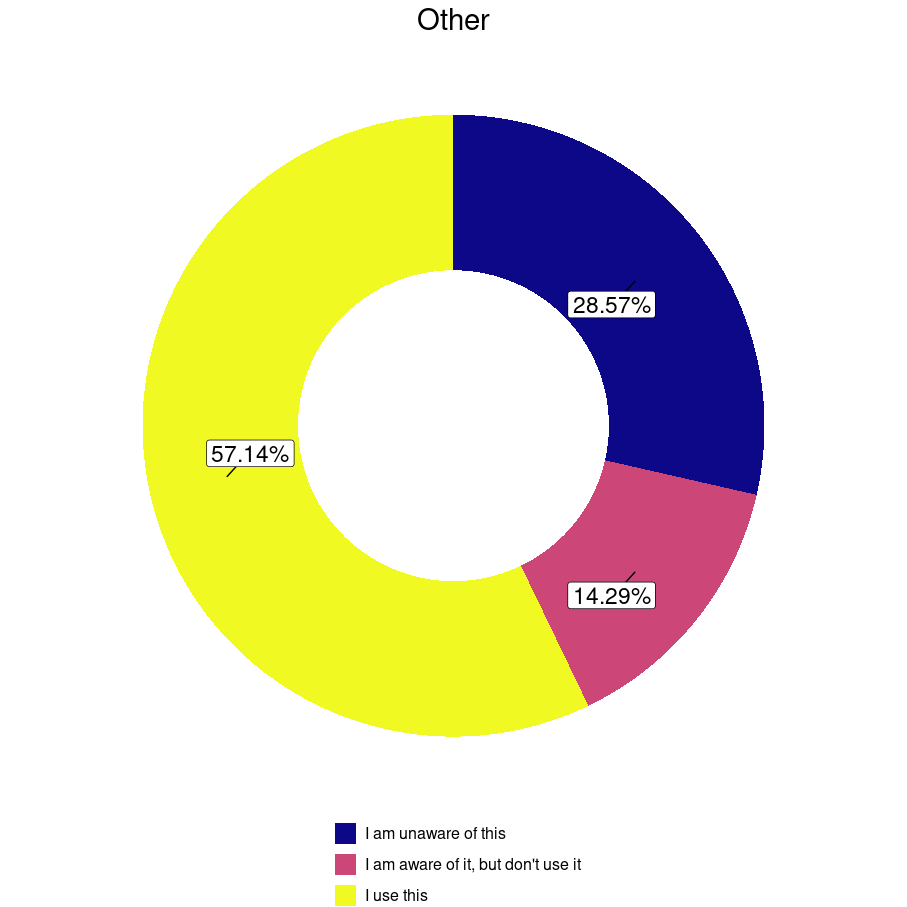 Other
28.57%
57.14%
14.29%
I am unaware of this
I am aware of it, but don't use it
I use this